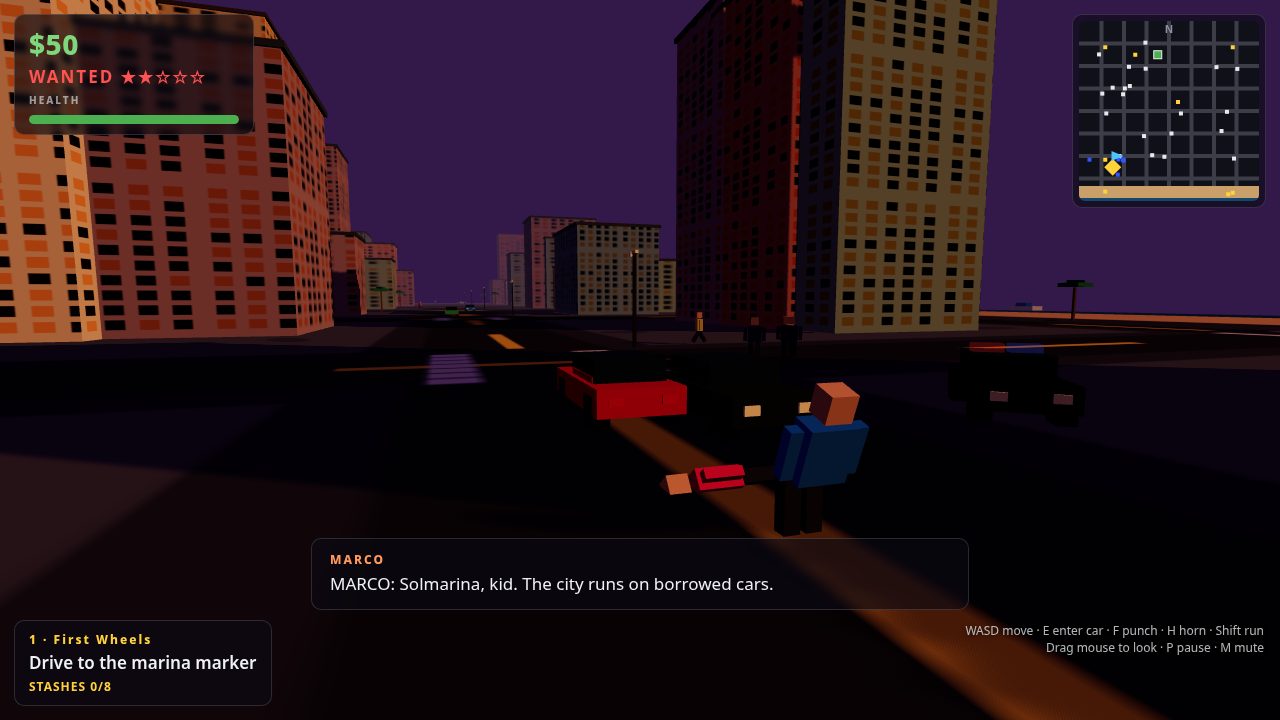 $50
WANTED ★★☆☆☆
HEALTH
N
MARCO
MARCO: Solmarina, kid. The city runs on borrowed cars.
1 · First Wheels
Drive to the marina marker
STASHES 0/8
WASD move · E enter car · F punch · H horn · Shift run
Drag mouse to look · P pause · M mute